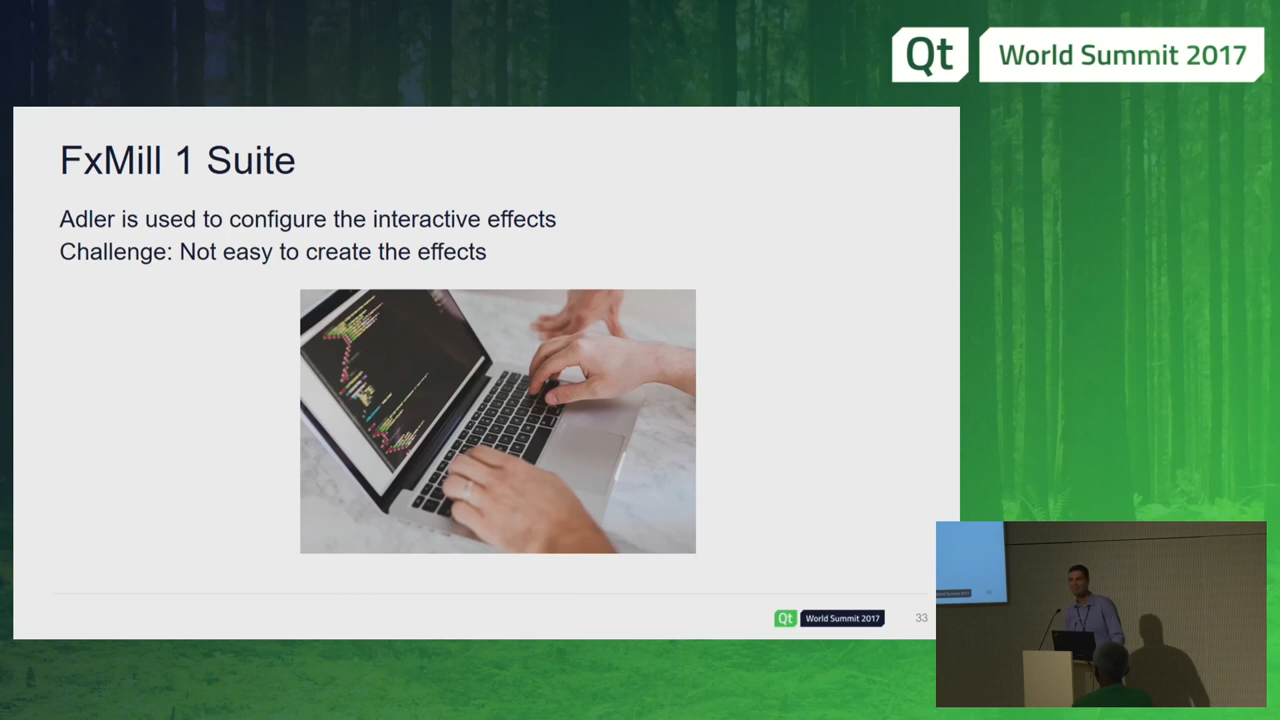 Qt World Summit 2017
FxMill 1 Suite
Adler is used to configure the interactive effects
Challenge: Not easy to create the effects
Qt World Summit 2017 33